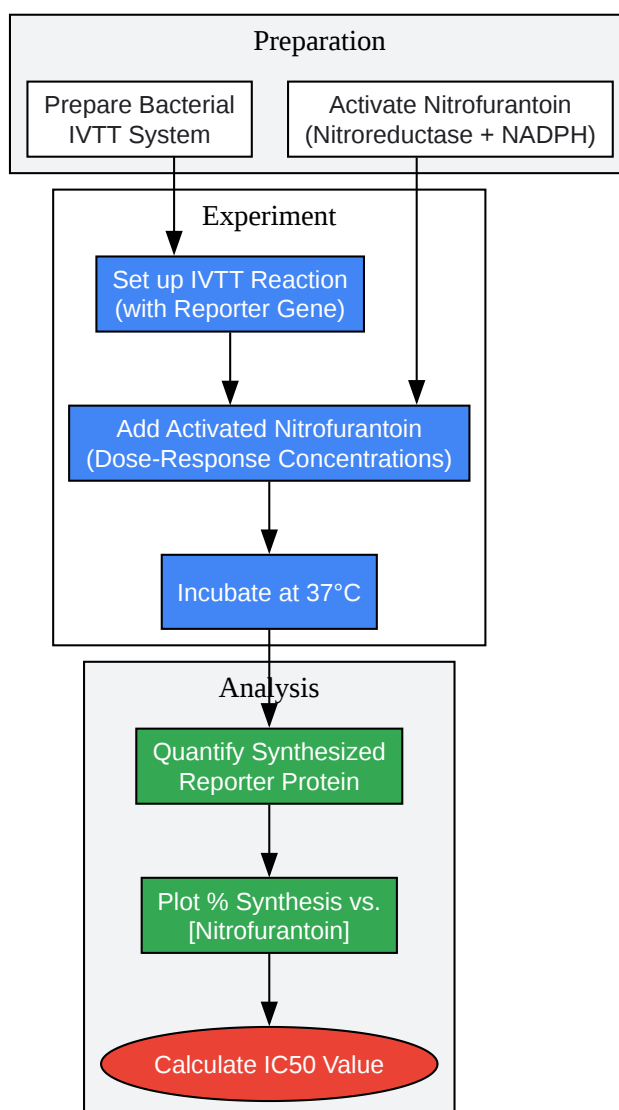 Preparation
Prepare Bacterial
IVTT System
Activate Nitrofurantoin
(Nitroreductase + NADPH)
Experiment
Set up IVTT Reaction
(with Reporter Gene)
Add Activated Nitrofurantoin
(Dose-Response Concentrations)
Incubate at 37°C
Analysis
Quantify Synthesized
Reporter Protein
Plot % Synthesis vs.
[Nitrofurantoin]
Calculate IC50 Value